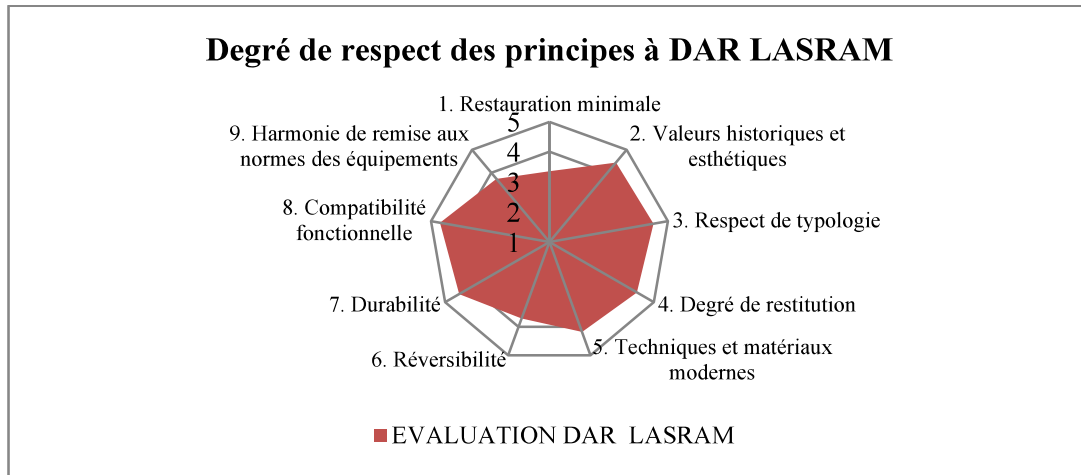 Degré de respect des principes à DAR LASRAM
1. Restauration minimale
2. Valeurs historiques et
esthétiques
3. Respect de typologie
4. Degré de restitution
5. Techniques et matériaux
modernes
6. Réversibilité
7. Durabilité
8. Compatibilité
fonctionnelle
9. Harmonie de remise aux
normes des équipements
5
4
3
2
1
EVALUATION DAR LASRAM